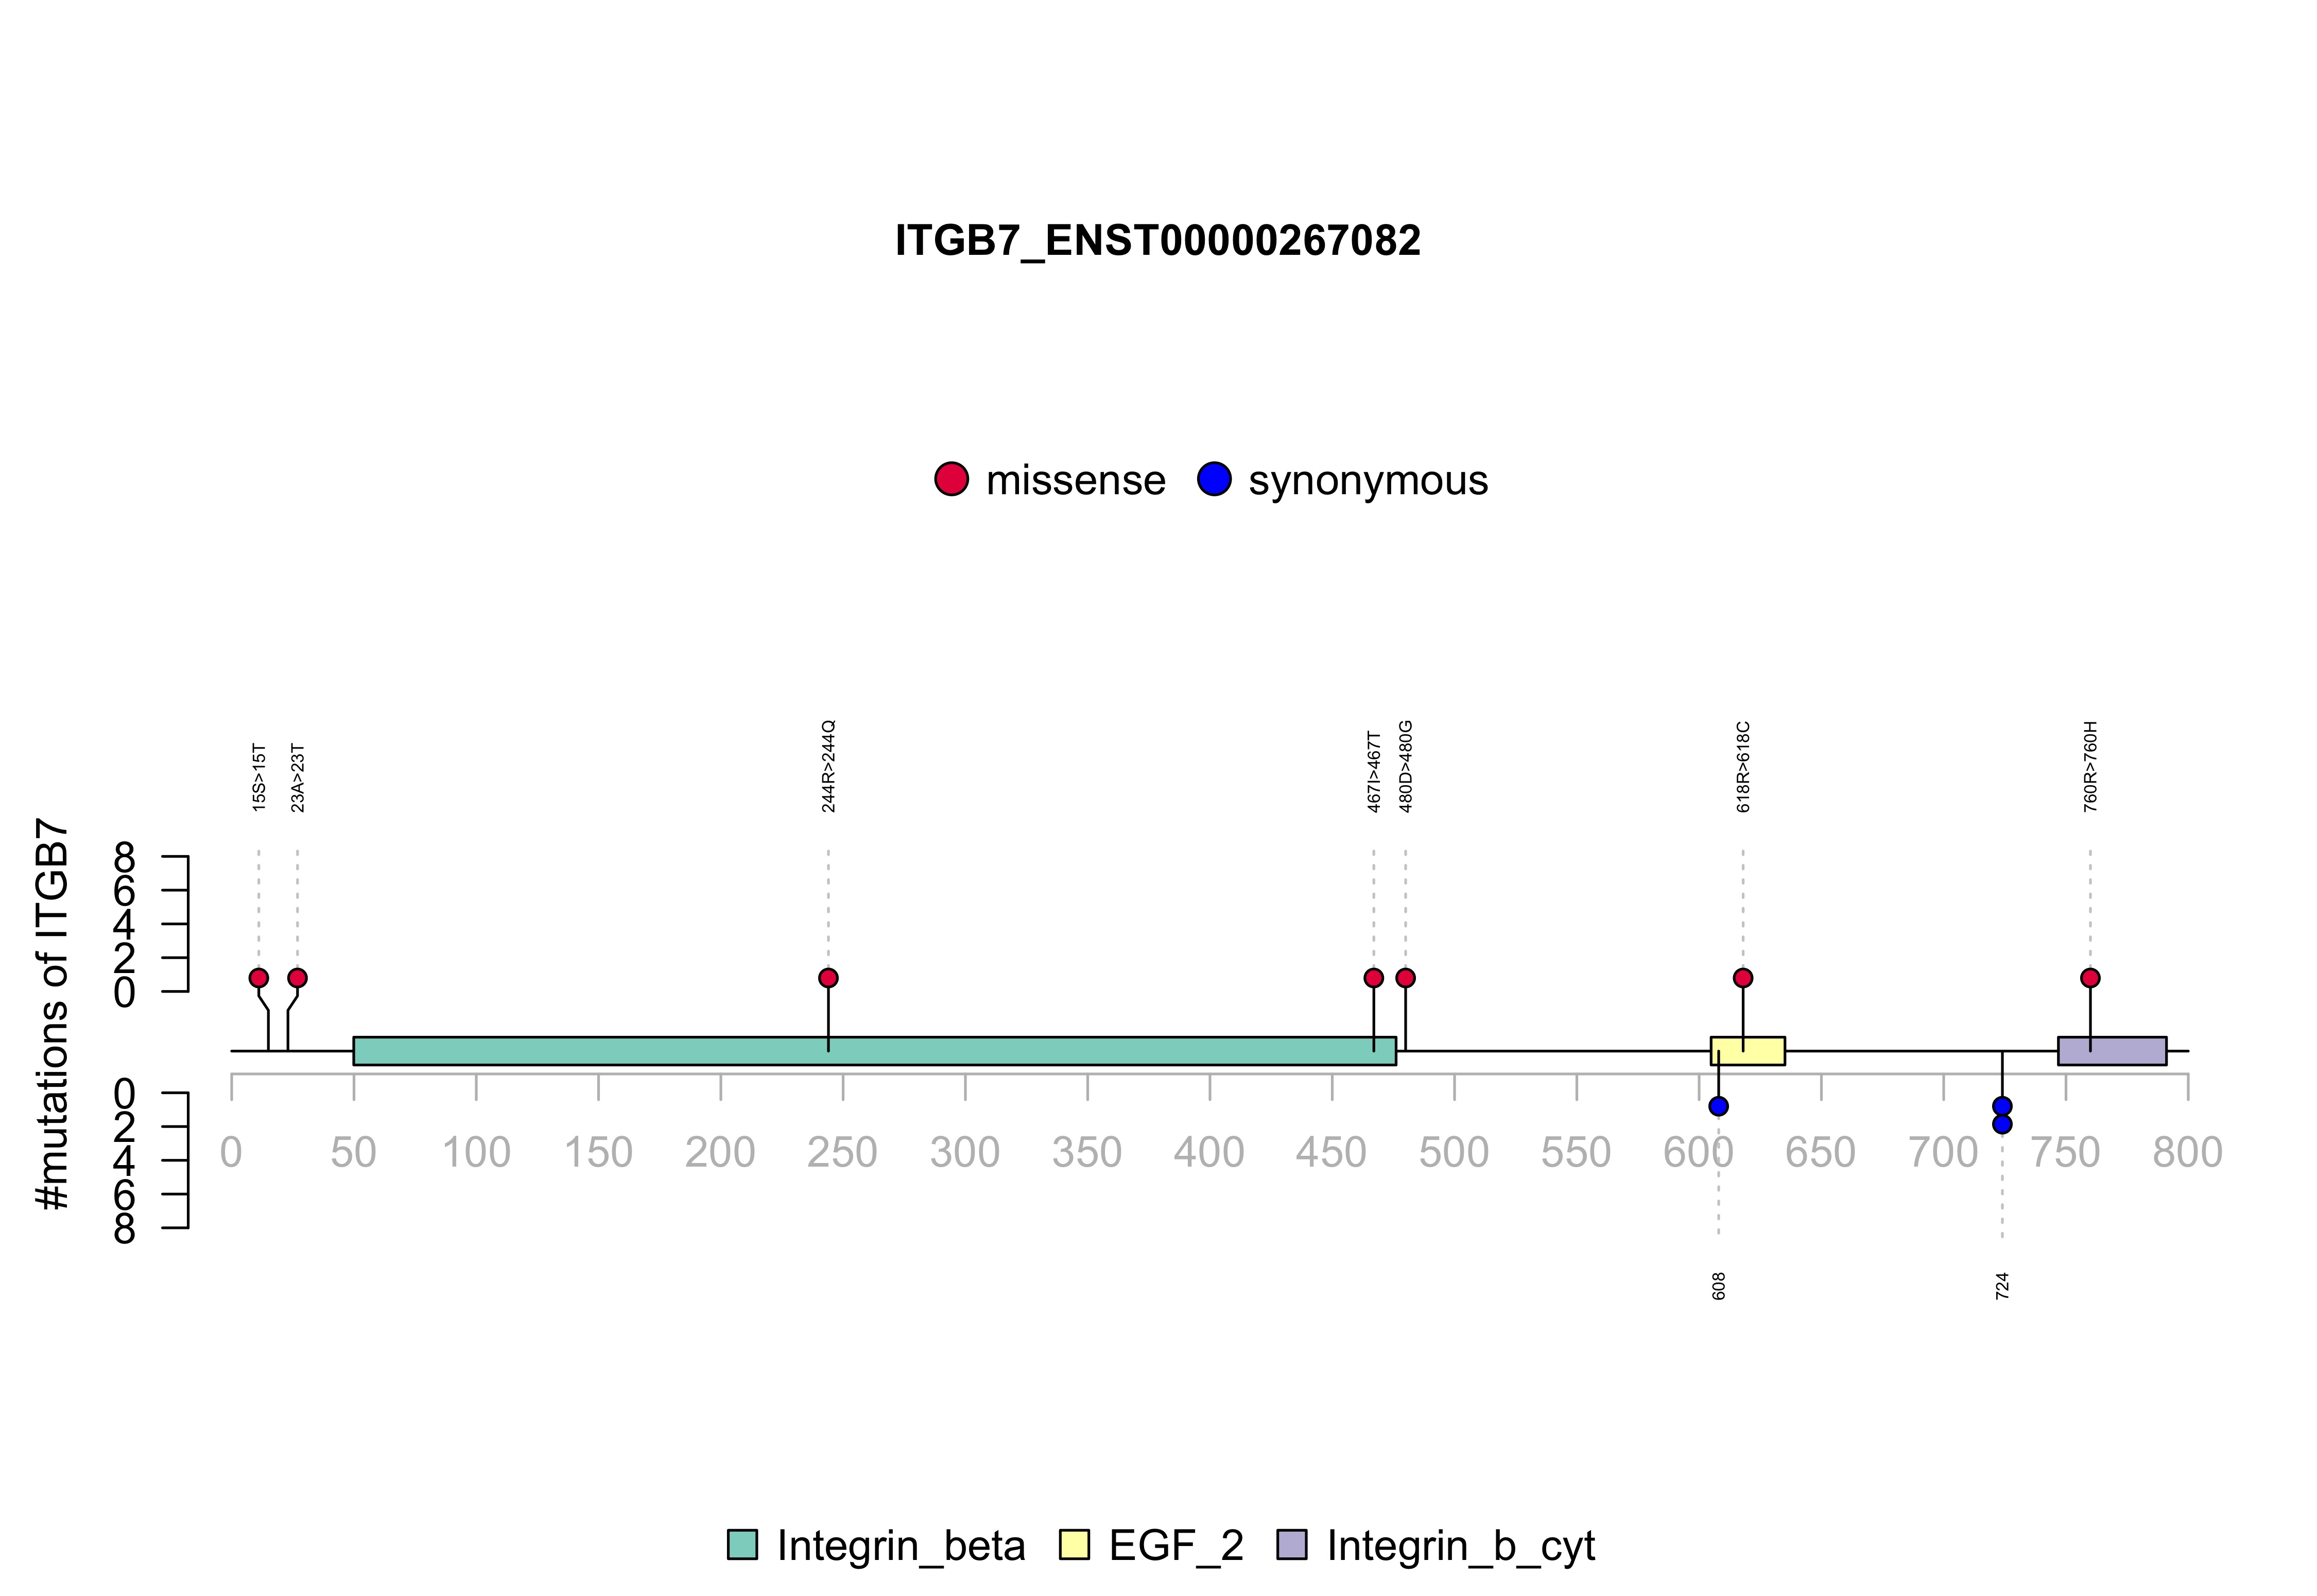 ITGB7_ENST00000267082
missense synonymous
15S>15T 23A>23T 244R>244Q 467I>467T 480D>480G 618R>618C 760R>760H
#mutations of ITGB7
8
6
4
2
0
0
2
4
6
8
0 50 100 150 200 250 300 350 400 450 500 550 600 650 700 750 800
608 724
Integrin_beta EGF_2 Integrin_b_cyt